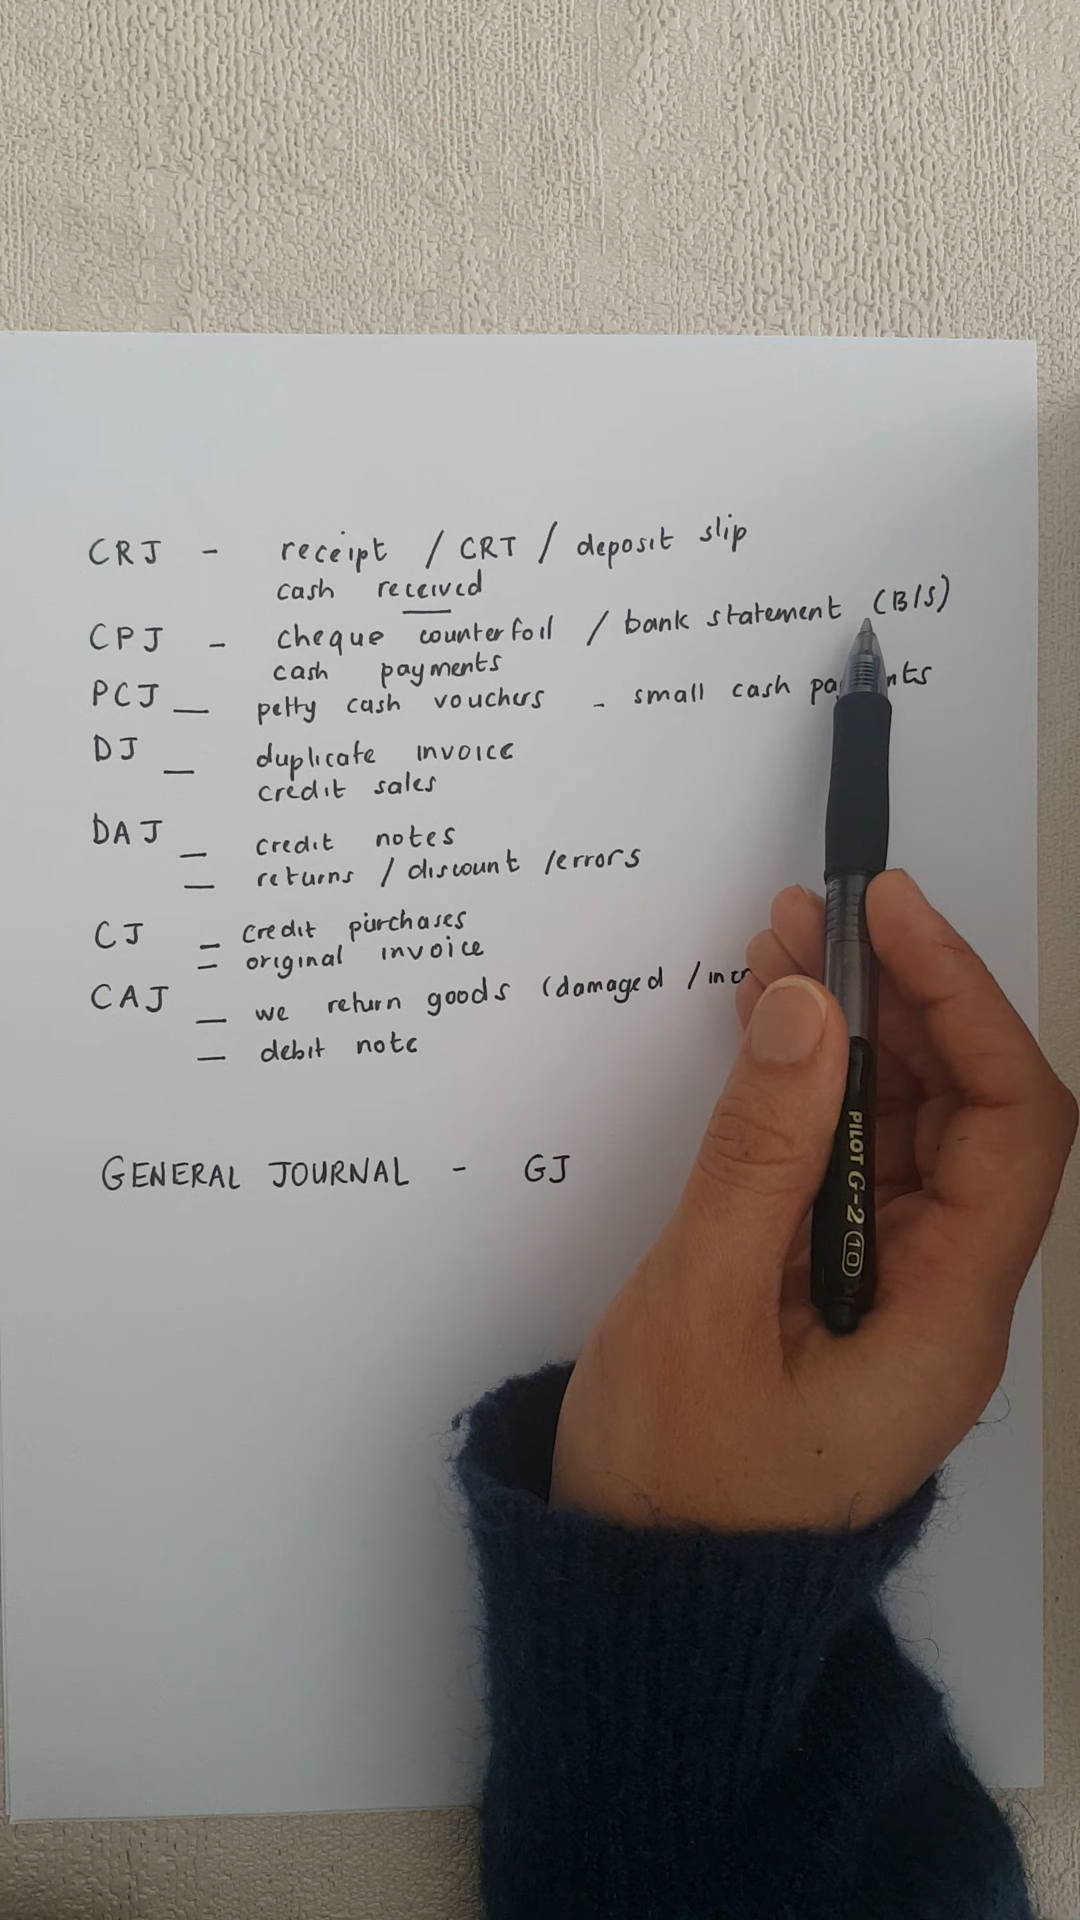 CRJ - receipt / CRT / deposit slip
cash received
CPJ - cheque counterfoil / bank statement (B/S)
cash payments
PCJ — petty cash vouchers - small cash
DJ — duplicate invoice
credit sales
DAJ — credit notes
— returns / discount /errors
CJ — credit purchases
— original invoice
CAJ — we return goods (damaged /
— debit note
GENERAL JOURNAL - GJ
PILOT G-2 10